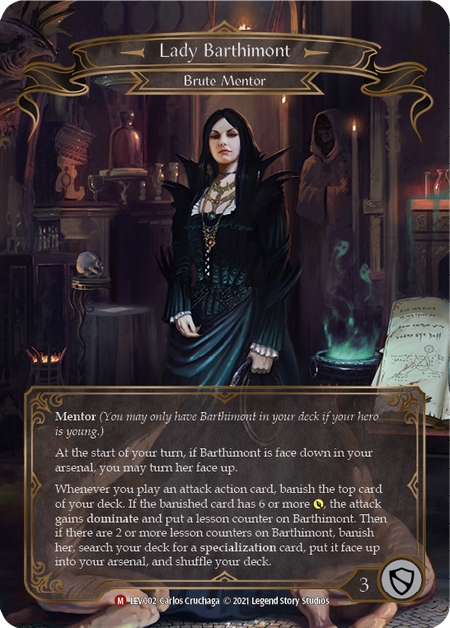 Lady Barthimont
Brute Mentor
Mentor (You may only have Barthimont in your deck if your hero
is young.)
At the start of your turn, if Barthimont is face down in your
arsenal, you may turn her face up.
Whenever you play an attack action card, banish the top card
of your deck. If the banished card has 6 or more , the attack
gains dominate and put a lesson counter on Barthimont. Then
if there are 2 or more lesson counters on Barthimont, banish
her, search your deck for a specialization card, put it face up
into your arsenal, and shuffle your deck.
3
M LEV002 Carlos Cruchaga © 2021 Legend Story Studios